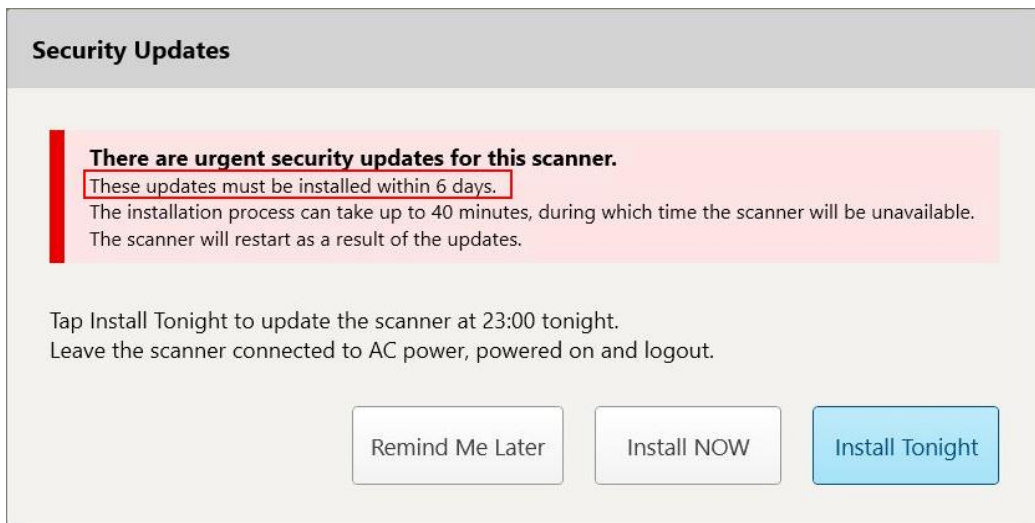 Security Updates
There are urgent security updates for this scanner.
These updates must be installed within 6 days.
The installation process can take up to 40 minutes, during which time the scanner will be unavailable.
The scanner will restart as a result of the updates.
Tap Install Tonight to update the scanner at 23:00 tonight.
Leave the scanner connected to AC power, powered on and logout.
Remind Me Later
Install NOW
Install Tonight